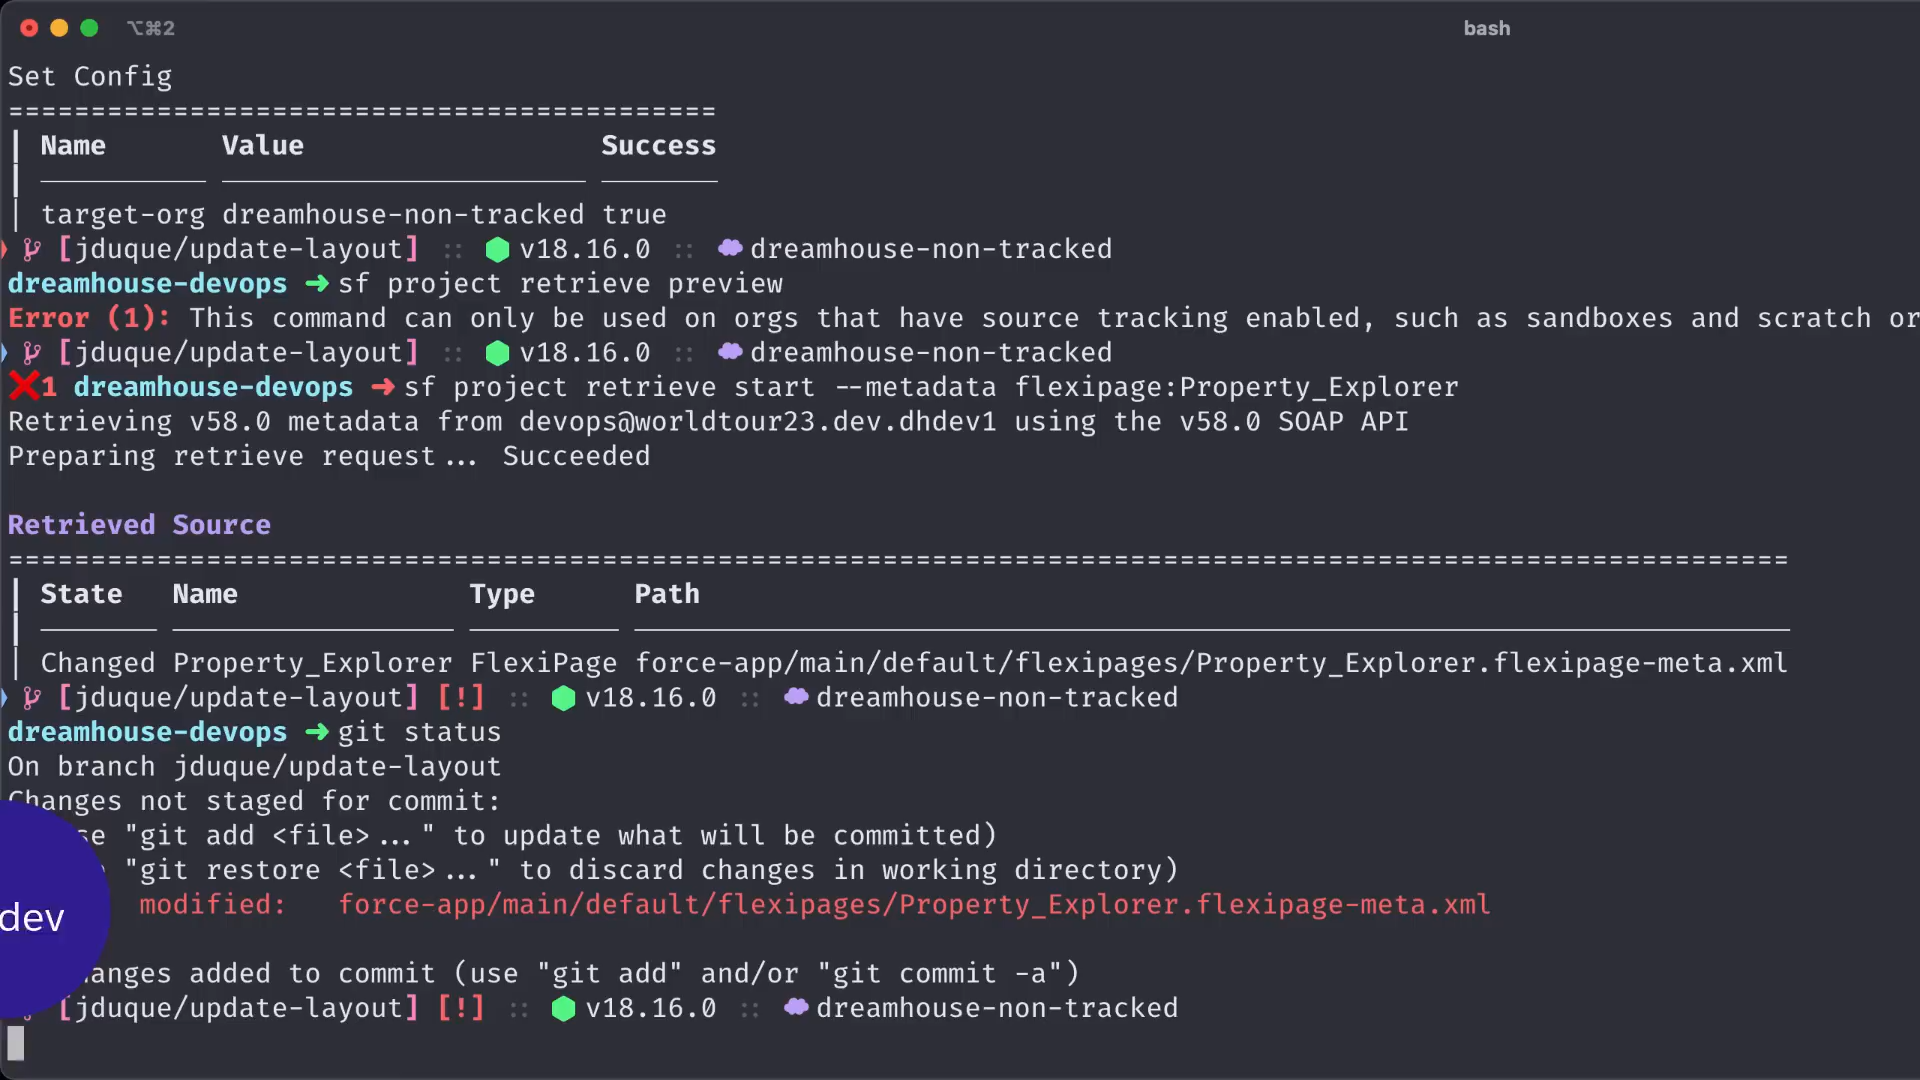 ⌥⌘2
bash
Set Config
===========================================
| Name Value Success
| target-org dreamhouse-non-tracked true
[jduque/update-layout] :: v18.16.0 :: dreamhouse-non-tracked
dreamhouse-devops ➜ sf project retrieve preview
Error (1): This command can only be used on orgs that have source tracking enabled, such as sandboxes and scratch or
[jduque/update-layout] :: v18.16.0 :: dreamhouse-non-tracked
❌1 dreamhouse-devops ➜ sf project retrieve start --metadata flexipage:Property_Explorer
Retrieving v58.0 metadata from devops@worldtour23.dev.dhdev1 using the v58.0 SOAP API
Preparing retrieve request... Succeeded
Retrieved Source
============================================================================================================
| State Name Type Path
| Changed Property_Explorer FlexiPage force-app/main/default/flexipages/Property_Explorer.flexipage-meta.xml
[jduque/update-layout] [!] :: v18.16.0 :: dreamhouse-non-tracked
dreamhouse-devops ➜ git status
On branch jduque/update-layout
Changes not staged for commit:
se "git add <file>..." to update what will be committed)
"git restore <file>..." to discard changes in working directory)
modified: force-app/main/default/flexipages/Property_Explorer.flexipage-meta.xml
dev
anges added to commit (use "git add" and/or "git commit -a")
[jduque/update-layout] [!] :: v18.16.0 :: dreamhouse-non-tracked